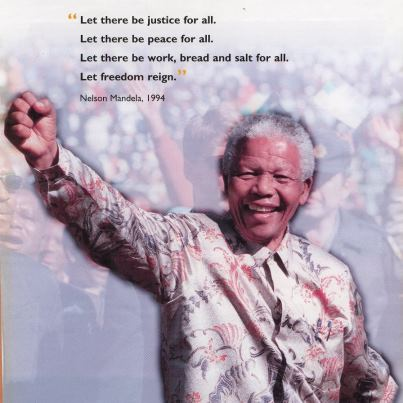 “ Let there be justice for all.
Let there be peace for all.
Let there be work, bread and salt for all.
Let freedom reign.”
Nelson Mandela, 1994